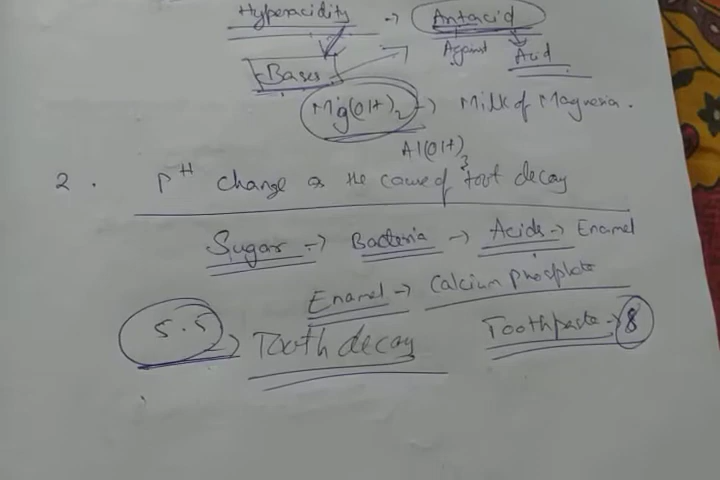 Hyperacidity → Antacid
Against Acid
Bases
Mg(OH)2 → Milk of Magnesia.
Al(OH)3
2. PH change as the cause of toot decay
Sugar → Bacteria → Acids → Enamel
Enamel → Calcium Phosphate
5.5 → Tooth decay Toothpaste → 8